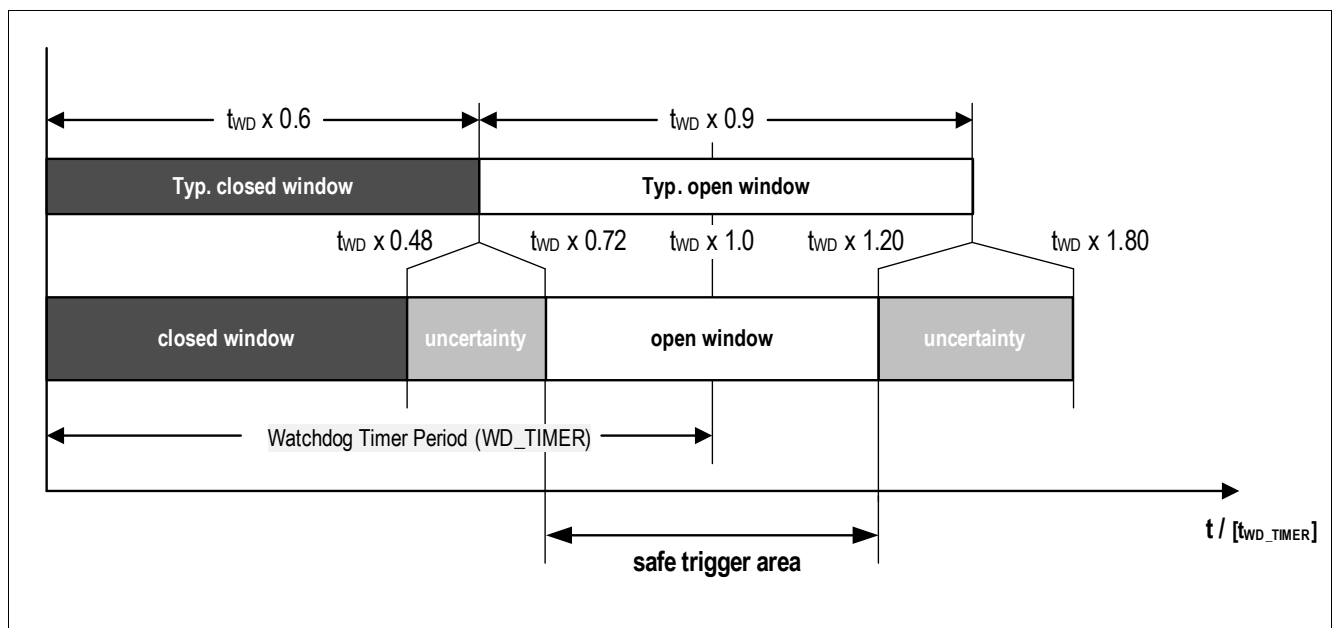 tWD x 0.6
tWD x 0.9
Typ. closed window
Typ. open window
tWD x 0.48
tWD x 0.72
tWD x 1.0
tWD x 1.20
tWD x 1.80
closed window
uncertainty
open window
uncertainty
Watchdog Timer Period (WD_TIMER)
t / [tWD_TIMER]
safe trigger area